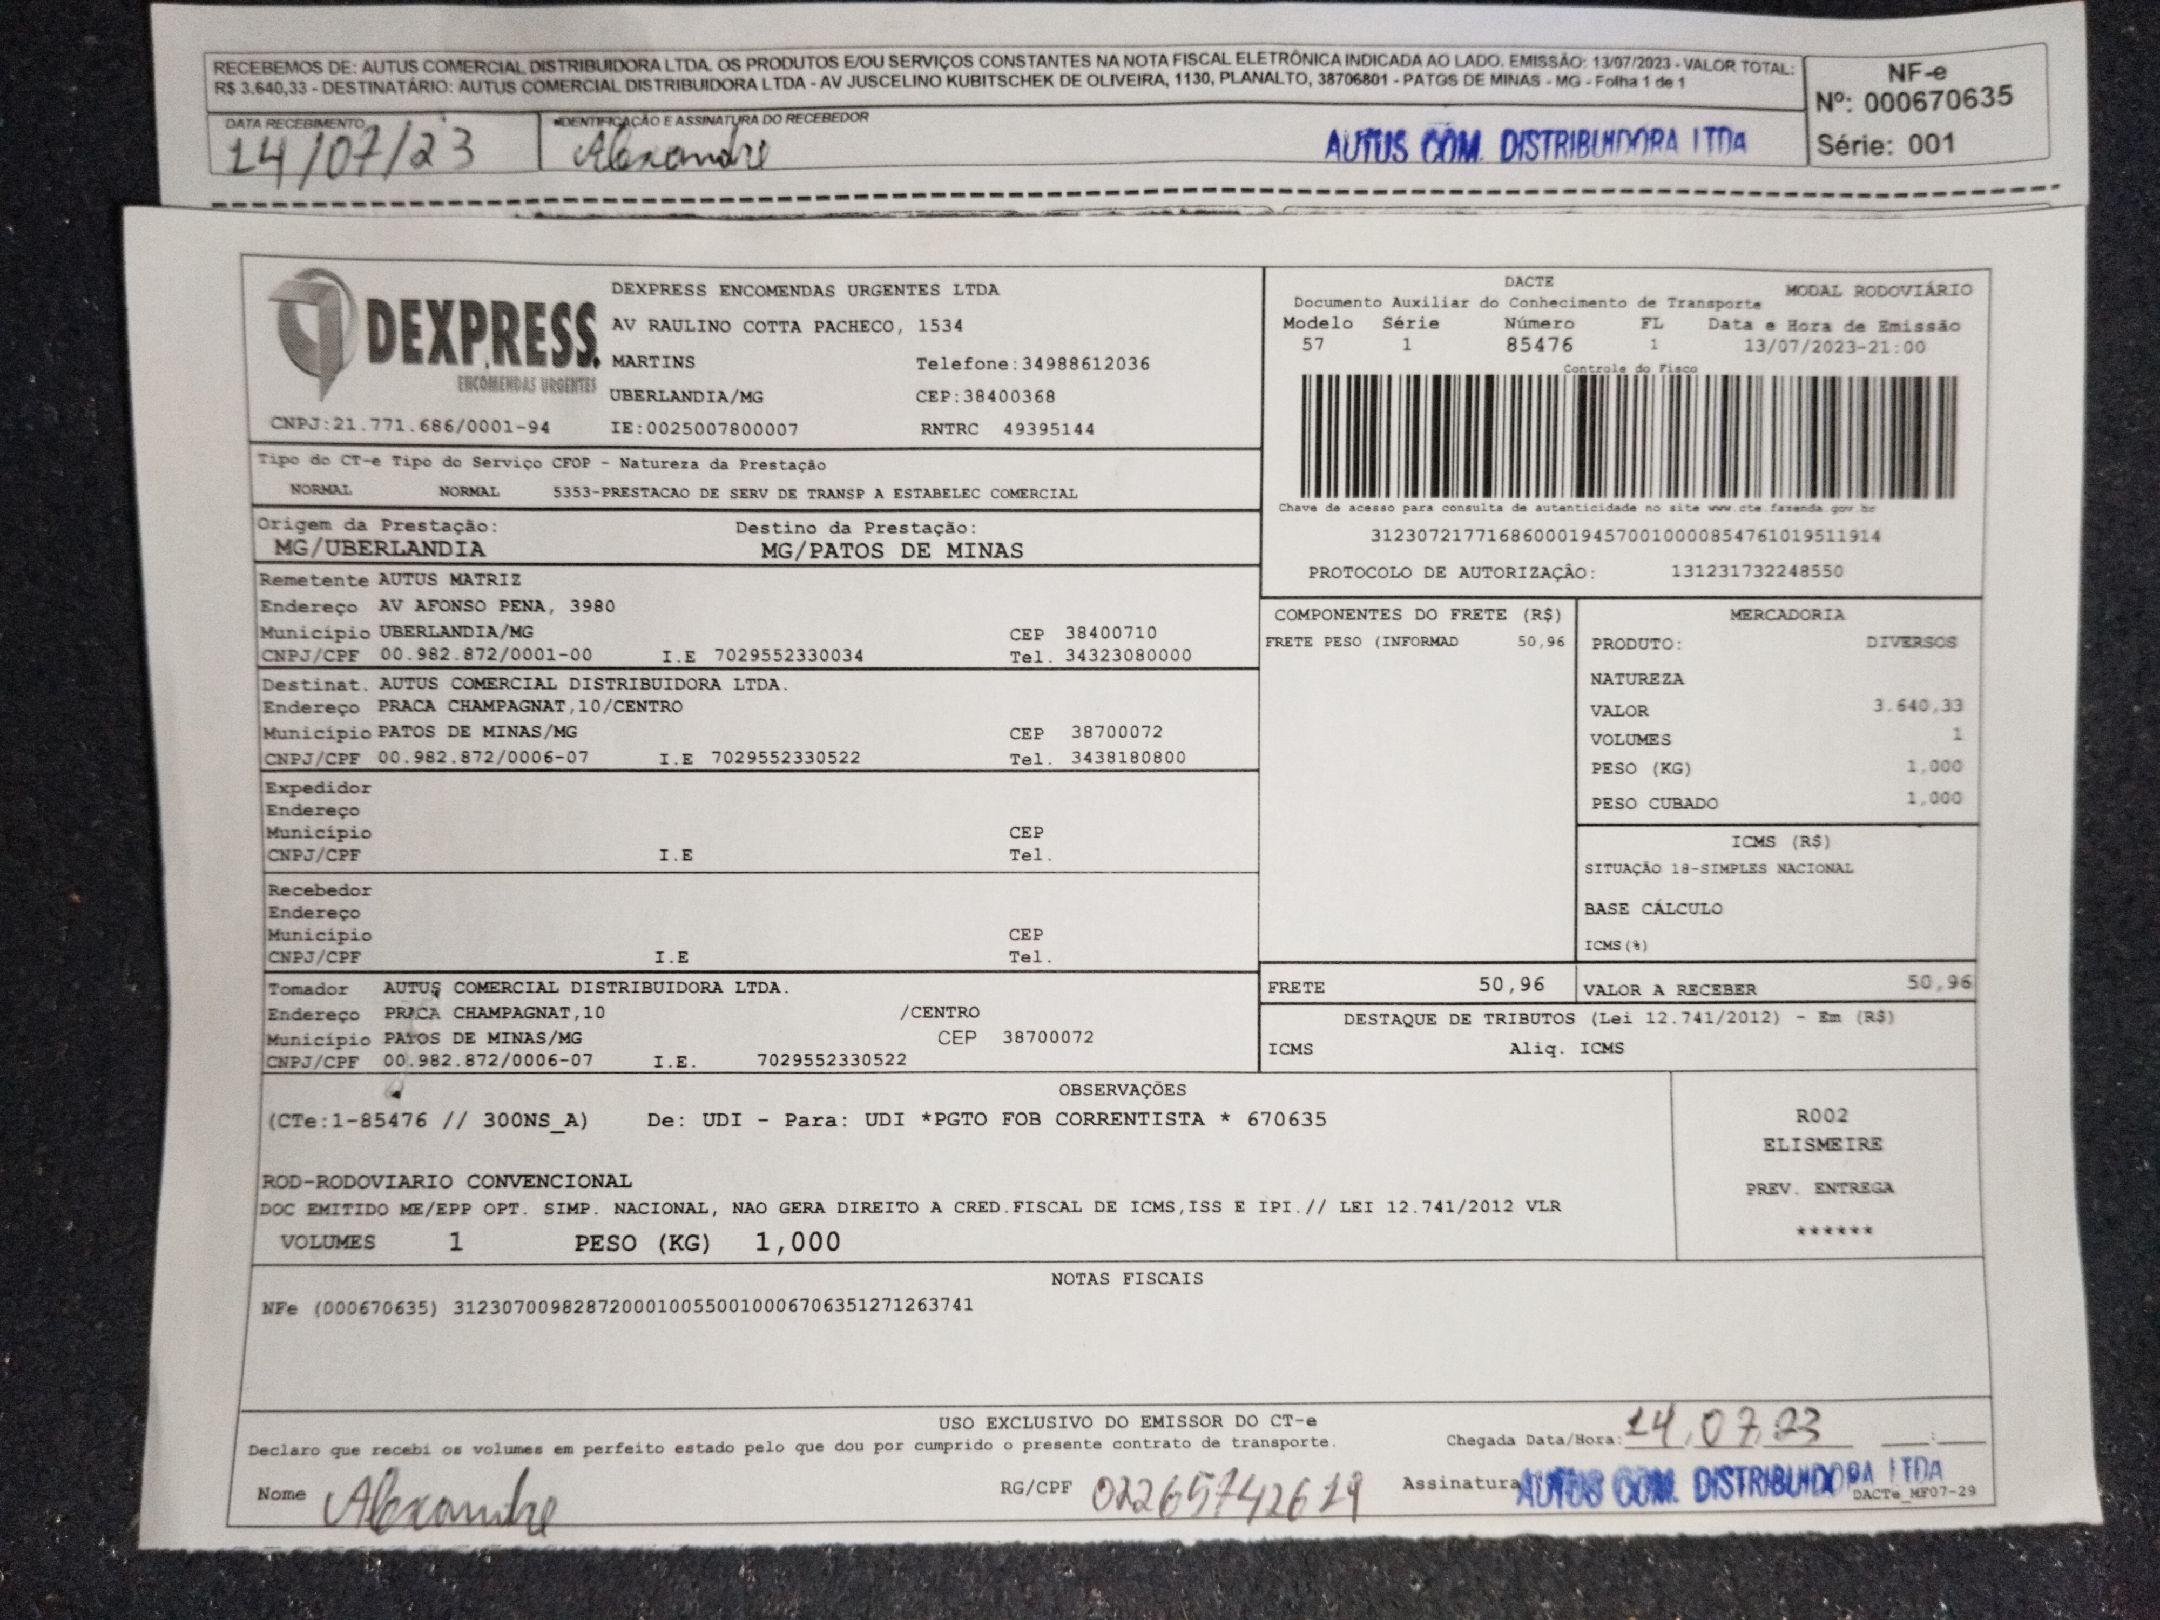 RECEBEMOS DE: AUTUS COMERCIAL DISTRIBUIDORA LTDA. OS PRODUTOS E/OU SERVIÇOS CONSTANTES NA NOTA FISCAL ELETRÔNICA INDICADA AO LADO. EMISSÃO: 13/07/2023 - VALOR TOTAL:
R$ 3.640,33 - DESTINATÁRIO: AUTUS COMERCIAL DISTRIBUIDORA LTDA - AV JUSCELINO KUBITSCHEK DE OLIVEIRA, 1130, PLANALTO, 38706801 - PATOS DE MINAS - MG - Folha 1 de 1
NF-e
Nº: 000670635
Série: 001
DATA RECEBIMENTO
14/07/23
IDENTIFICAÇÃO E ASSINATURA DO RECEBEDOR
Alexandre
AUTUS COM. DISTRIBUIDORA LTDA
DEXPRESS
ENCOMENDAS URGENTES
DEXPRESS ENCOMENDAS URGENTES LTDA
AV RAULINO COTTA PACHECO, 1534
MARTINS Telefone:34988612036
UBERLANDIA/MG CEP:38400368
CNPJ:21.771.686/0001-94 IE:0025007800007 RNTRC 49395144
DACTE
MODAL RODOVIÁRIO
Documento Auxiliar do Conhecimento de Transporte
Modelo Série Número FL Data e Hora de Emissão
57 1 85476 1 13/07/2023-21:00
Controle do Fisco
Chave de acesso para consulta de autenticidade no site www.cte.fazenda.gov.br
31230721771686000194570010000854761019511914
PROTOCOLO DE AUTORIZAÇÃO: 131231732248550
Tipo do CT-e Tipo do Serviço CFOP - Natureza da Prestação
NORMAL NORMAL 5353-PRESTACAO DE SERV DE TRANSP A ESTABELEC COMERCIAL
Origem da Prestação: Destino da Prestação:
MG/UBERLANDIA MG/PATOS DE MINAS
Remetente AUTUS MATRIZ
Endereço AV AFONSO PENA, 3980
Município UBERLANDIA/MG CEP 38400710
CNPJ/CPF 00.982.872/0001-00 I.E 7029552330034 Tel. 34323080000
Destinat. AUTUS COMERCIAL DISTRIBUIDORA LTDA.
Endereço PRACA CHAMPAGNAT,10/CENTRO
Município PATOS DE MINAS/MG CEP 38700072
CNPJ/CPF 00.982.872/0006-07 I.E 7029552330522 Tel. 3438180800
Expedidor
Endereço
Município CEP
CNPJ/CPF I.E Tel.
Recebedor
Endereço
Município CEP
CNPJ/CPF I.E Tel.
Tomador AUTUS COMERCIAL DISTRIBUIDORA LTDA.
Endereço PRACA CHAMPAGNAT,10 /CENTRO
Município PATOS DE MINAS/MG CEP 38700072
CNPJ/CPF 00.982.872/0006-07 I.E. 7029552330522
COMPONENTES DO FRETE (R$)
FRETE PESO (INFORMAD 50,96
MERCADORIA
PRODUTO: DIVERSOS
NATUREZA
VALOR 3.640,33
VOLUMES 1
PESO (KG) 1,000
PESO CUBADO 1,000
ICMS (R$)
SITUAÇÃO 18-SIMPLES NACIONAL
BASE CÁLCULO
ICMS(%)
FRETE 50,96 VALOR A RECEBER 50,96
DESTAQUE DE TRIBUTOS (Lei 12.741/2012) - Em (R$)
ICMS Aliq. ICMS
OBSERVAÇÕES
(CTe:1-85476 // 300NS_A) De: UDI - Para: UDI *PGTO FOB CORRENTISTA * 670635
ROD-RODOVIARIO CONVENCIONAL
DOC EMITIDO ME/EPP OPT. SIMP. NACIONAL, NAO GERA DIREITO A CRED.FISCAL DE ICMS,ISS E IPI.// LEI 12.741/2012 VLR
VOLUMES 1 PESO (KG) 1,000
R002
ELISMEIRE
PREV. ENTREGA
******
NOTAS FISCAIS
NFe (000670635) 31230700982872000100550010006706351271263741
USO EXCLUSIVO DO EMISSOR DO CT-e
Declaro que recebi os volumes em perfeito estado pelo que dou por cumprido o presente contrato de transporte.
Chegada Data/Hora: 14.07.23 :
Nome Alexandre RG/CPF 02265742619 Assinatura AUTUS COM. DISTRIBUIDORA LTDA
DACTe_MF07-29